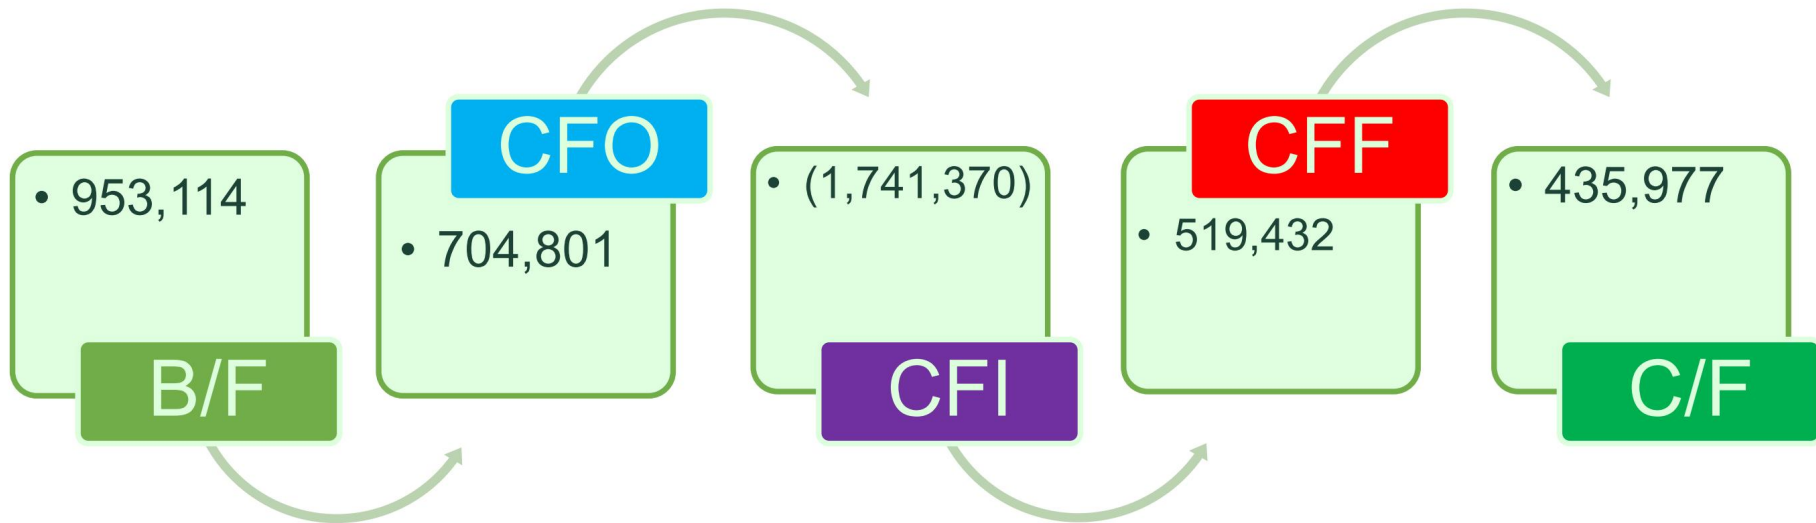 • 953,114
B/F
CFO
• 704,801
• (1,741,370)
CFI
CFF
• 519,432
• 435,977
C/F